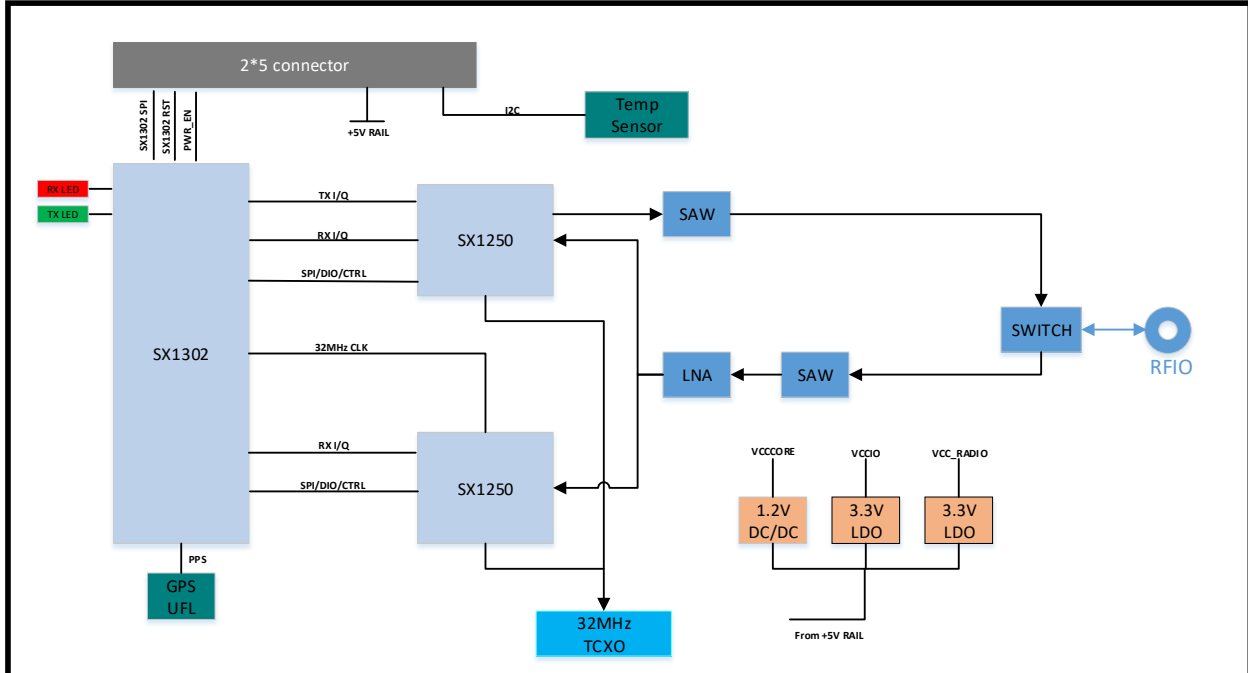 2*5 connector
SX1302 SPI
SX1302 RST
PWR_EN
+5V RAIL
I2C
Temp
Sensor
RX LED
TX LED
SX1302
TX I/Q
RX I/Q
SPI/DIO/CTRL
SX1250
SAW
SWITCH
RFIO
32MHz CLK
LNA
SAW
RX I/Q
SPI/DIO/CTRL
SX1250
VCCCORE
VCCIO
VCC_RADIO
1.2V
DC/DC
3.3V
LDO
3.3V
LDO
PPS
GPS
UFL
32MHz
TCXO
From +5V RAIL